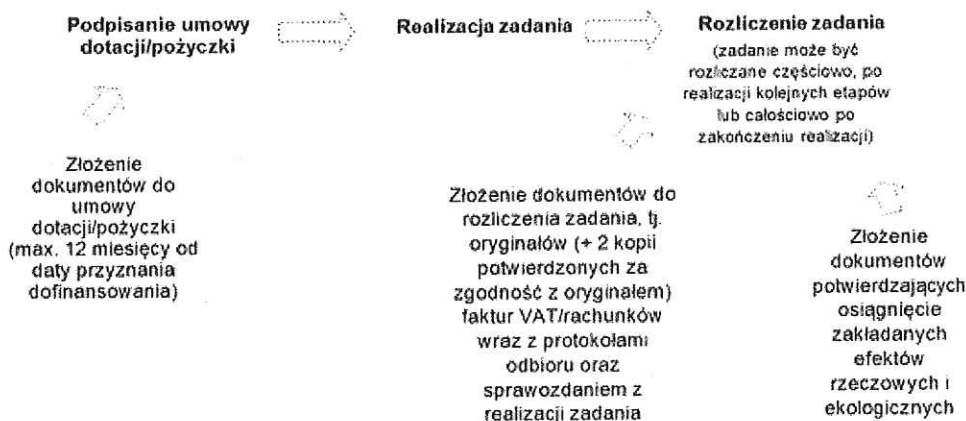 Podpisanie umowy
dotacji/pożyczki
Realizacja zadania
Rozliczenie zadania
(zadanie może być
rozliczane częściowo, po
realizacji kolejnych etapów
lub całościowo po
zakończeniu realizacji)
Złożenie
dokumentów do
umowy
dotacji/pożyczki
(max. 12 miesięcy od
daty przyznania
dofinansowania)
Złożenie dokumentów do
rozliczenia zadania, tj.
oryginałów (+ 2 kopii
potwierdzonych za
zgodność z oryginałem)
faktur VAT/rachunków
wraz z protokołami
odbioru oraz
sprawozdaniem z
realizacji zadania
Złożenie
dokumentów
potwierdzających
osiągnięcie
zakładanych
efektów
rzeczowych i
ekologicznych